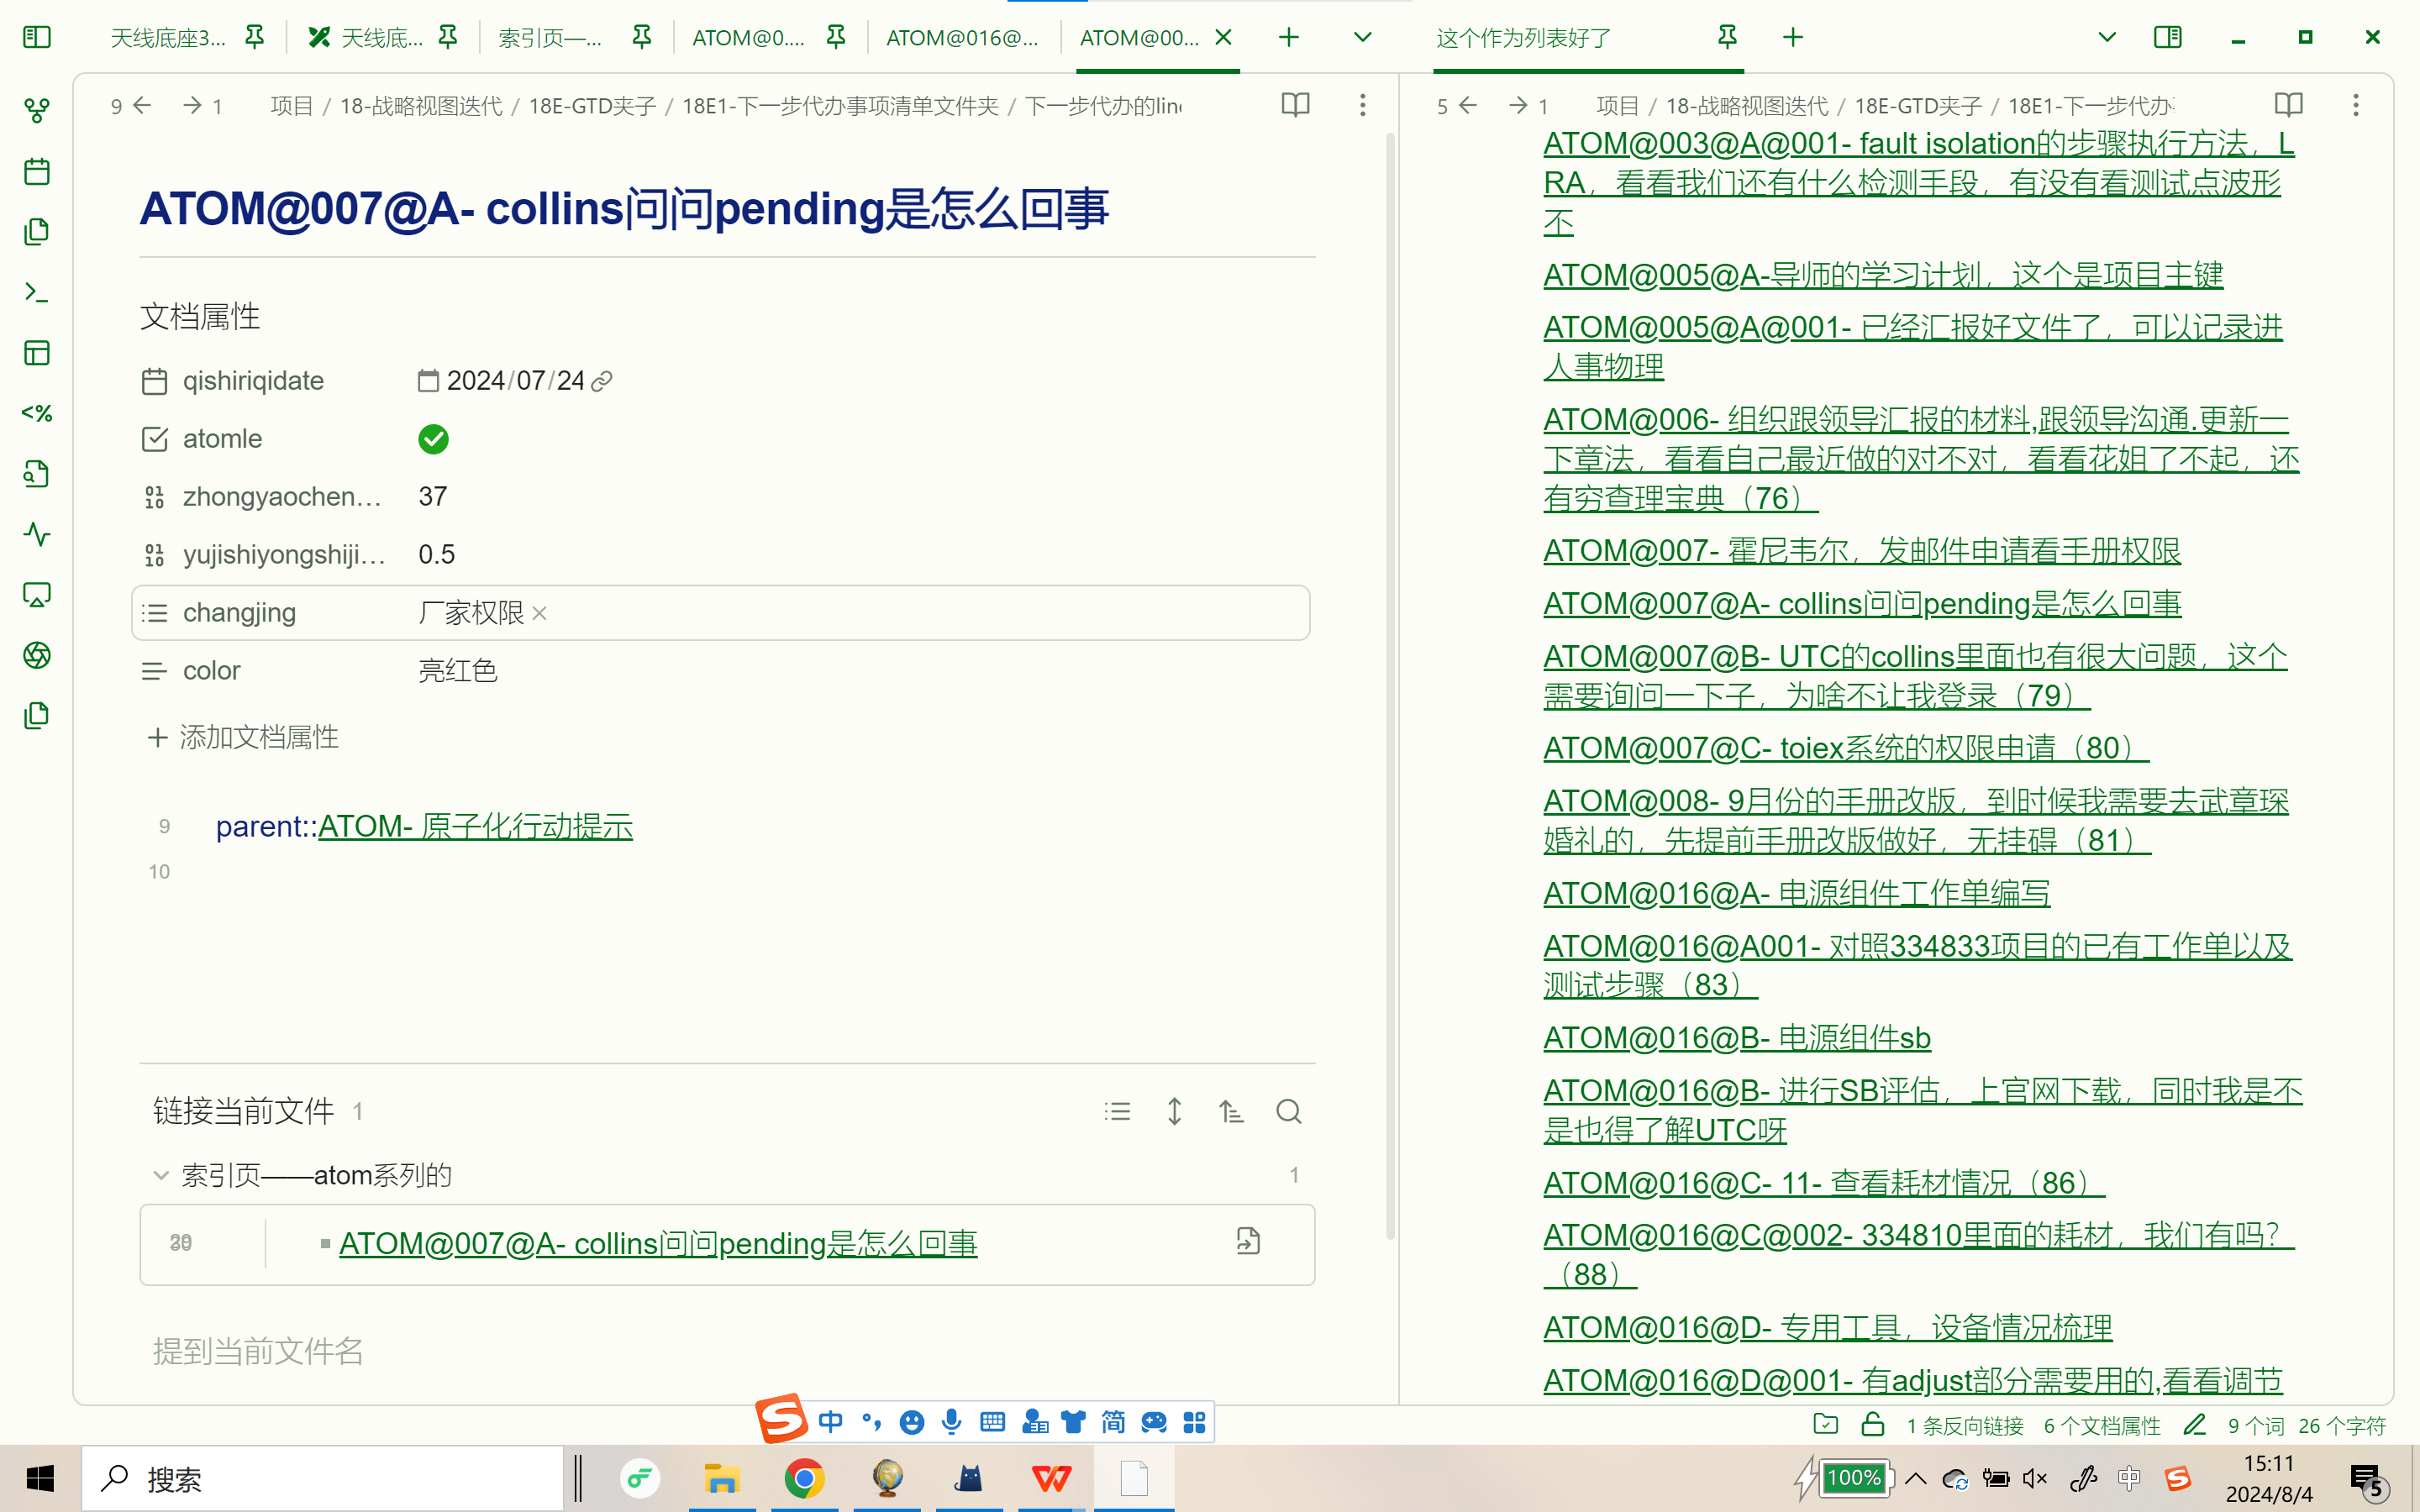 天线底座3...
天线底...
索引页—...
ATOM@0....
ATOM@016@...
ATOM@00...
这个作为列表好了
9
1
项目 / 18-战略视图迭代 / 18E-GTD夹子 / 18E1-下一步代办事项清单文件夹 / 下一步代办的line
5
1
项目 / 18-战略视图迭代 / 18E-GTD夹子 / 18E1-下一步代办
<%
ATOM@007@A- collins问问pending是怎么回事
文档属性
qishiriqidate 2024/07/24
atomle
zhongyaochen... 37
yujishiyongshiji... 0.5
changjing 厂家权限
color 亮红色
添加文档属性
9 parent::ATOM- 原子化行动提示
10
链接当前文件 1
索引页——atom系列的 1
ATOM@007@A- collins问问pending是怎么回事
提到当前文件名
ATOM@003@A@001- fault isolation的步骤执行方法，L
RA，看看我们还有什么检测手段，有没有看测试点波形
不
ATOM@005@A-导师的学习计划，这个是项目主键
ATOM@005@A@001- 已经汇报好文件了，可以记录进
人事物理
ATOM@006- 组织跟领导汇报的材料,跟领导沟通.更新一
下章法，看看自己最近做的对不对，看看花姐了不起，还
有穷查理宝典（76）
ATOM@007- 霍尼韦尔，发邮件申请看手册权限
ATOM@007@A- collins问问pending是怎么回事
ATOM@007@B- UTC的collins里面也有很大问题，这个
需要询问一下子，为啥不让我登录（79）
ATOM@007@C- toiex系统的权限申请（80）
ATOM@008- 9月份的手册改版，到时候我需要去武章琛
婚礼的，先提前手册改版做好，无挂碍（81）
ATOM@016@A- 电源组件工作单编写
ATOM@016@A001- 对照334833项目的已有工作单以及
测试步骤（83）
ATOM@016@B- 电源组件sb
ATOM@016@B- 进行SB评估，上官网下载，同时我是不
是也得了解UTC呀
ATOM@016@C- 11- 查看耗材情况（86）
ATOM@016@C@002- 334810里面的耗材，我们有吗？
（88）
ATOM@016@D- 专用工具，设备情况梳理
ATOM@016@D@001- 有adjust部分需要用的,看看调节
中 简
1 条反向链接 6 个文档属性 9 个词 26 个字符
搜索
100%
中
15:11
2024/8/4
5